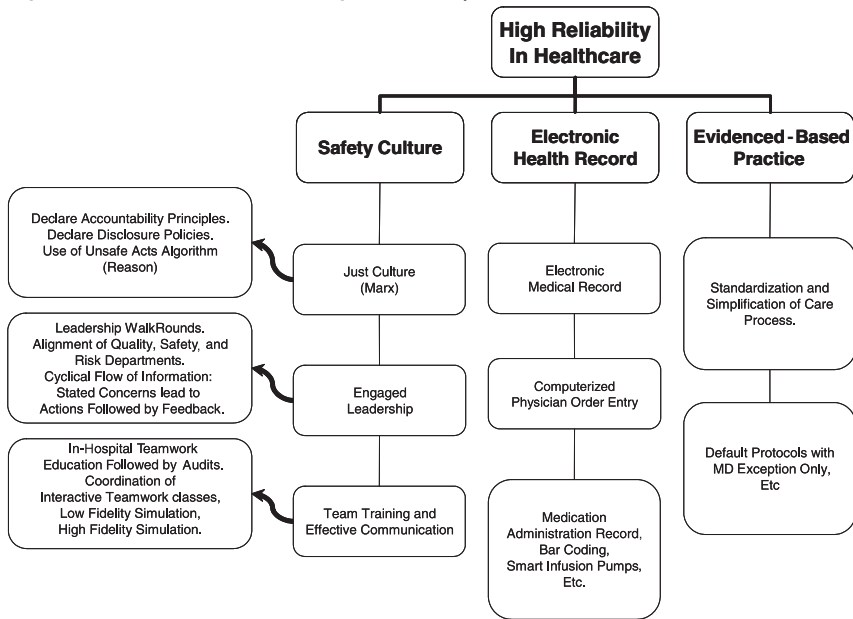 High Reliability
In Healthcare
Safety Culture
Electronic
Health Record
Evidenced-Based
Practice
Declare Accountability Principles.
Declare Disclosure Policies.
Use of Unsafe Acts Algorithm
(Reason)
Just Culture
(Marx)
Electronic
Medical Record
Standardization and
Simplification of Care
Process.
Leadership WalkRounds.
Alignment of Quality, Safety, and
Risk Departments.
Cyclical Flow of Information:
Stated Concerns lead to
Actions Followed by Feedback.
Engaged
Leadership
Computerized
Physician Order Entry
In-Hospital Teamwork
Education Followed by Audits.
Coordination of
Interactive Teamwork classes,
Low Fidelity Simulation,
High Fidelity Simulation.
Team Training and
Effective Communication
Medication
Administration Record,
Bar Coding,
Smart Infusion Pumps,
Etc.
Default Protocols with
MD Exception Only,
Etc